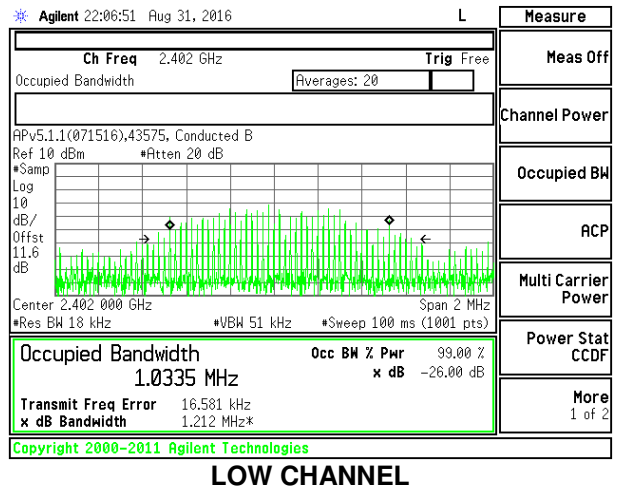 Agilent 22:06:51 Aug 31, 2016 L
Measure
Ch Freq 2.402 GHz Trig Free
Occupied Bandwidth Averages: 20
Meas Off
Channel Power
APv5.1.1(071516),43575, Conducted B
Ref 10 dBm #Atten 20 dB
#Samp
Log
10
dB/
Offst
11.6
dB
Occupied BW
ACP
Center 2.402 000 GHz Span 2 MHz
#Res BW 18 kHz #VBW 51 kHz #Sweep 100 ms (1001 pts)
Multi Carrier
Power
Occupied Bandwidth Occ BW % Pwr 99.00 %
1.0335 MHz x dB -26.00 dB
Power Stat
CCDF
Transmit Freq Error 16.581 kHz
x dB Bandwidth 1.212 MHz*
More
1 of 2
Copyright 2000-2011 Agilent Technologies
LOW CHANNEL